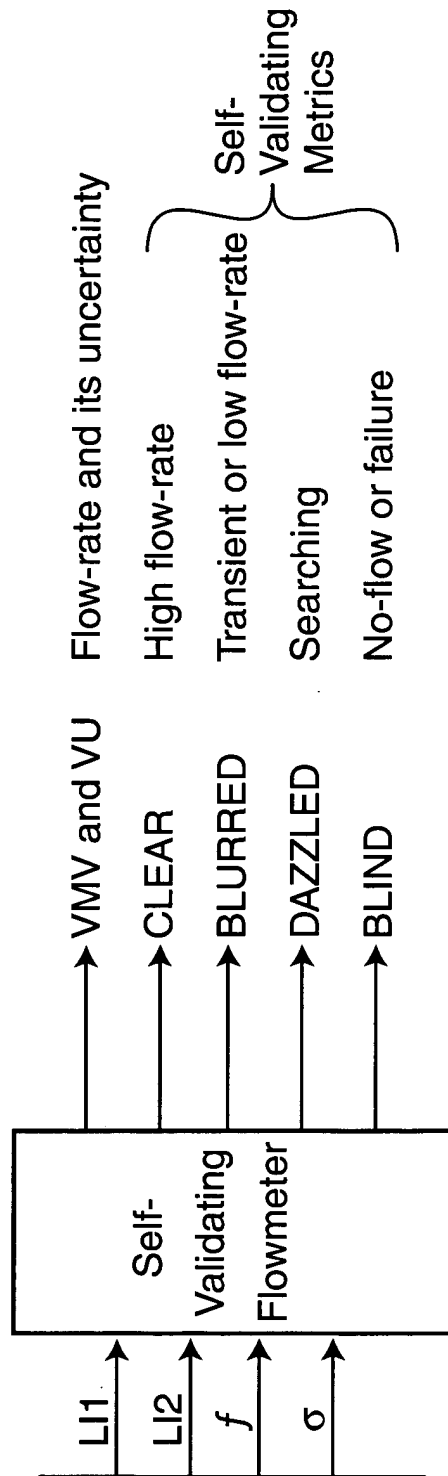 LI1
LI2
f
σ
Self-
Validating
Flowmeter
VMV and VU Flow-rate and its uncertainty
CLEAR High flow-rate
BLURRED Transient or low flow-rate
DAZZLED Searching
BLIND No-flow or failure
Self-
Validating
Metrics